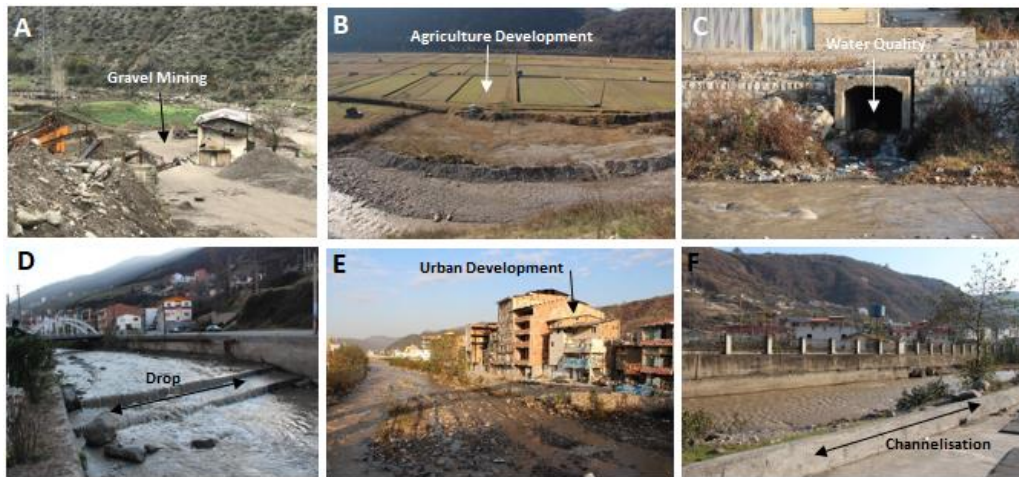 A
Gravel Mining
B
Agriculture Development
C
Water Quality
D
Drop
E
Urban Development
F
Channelisation